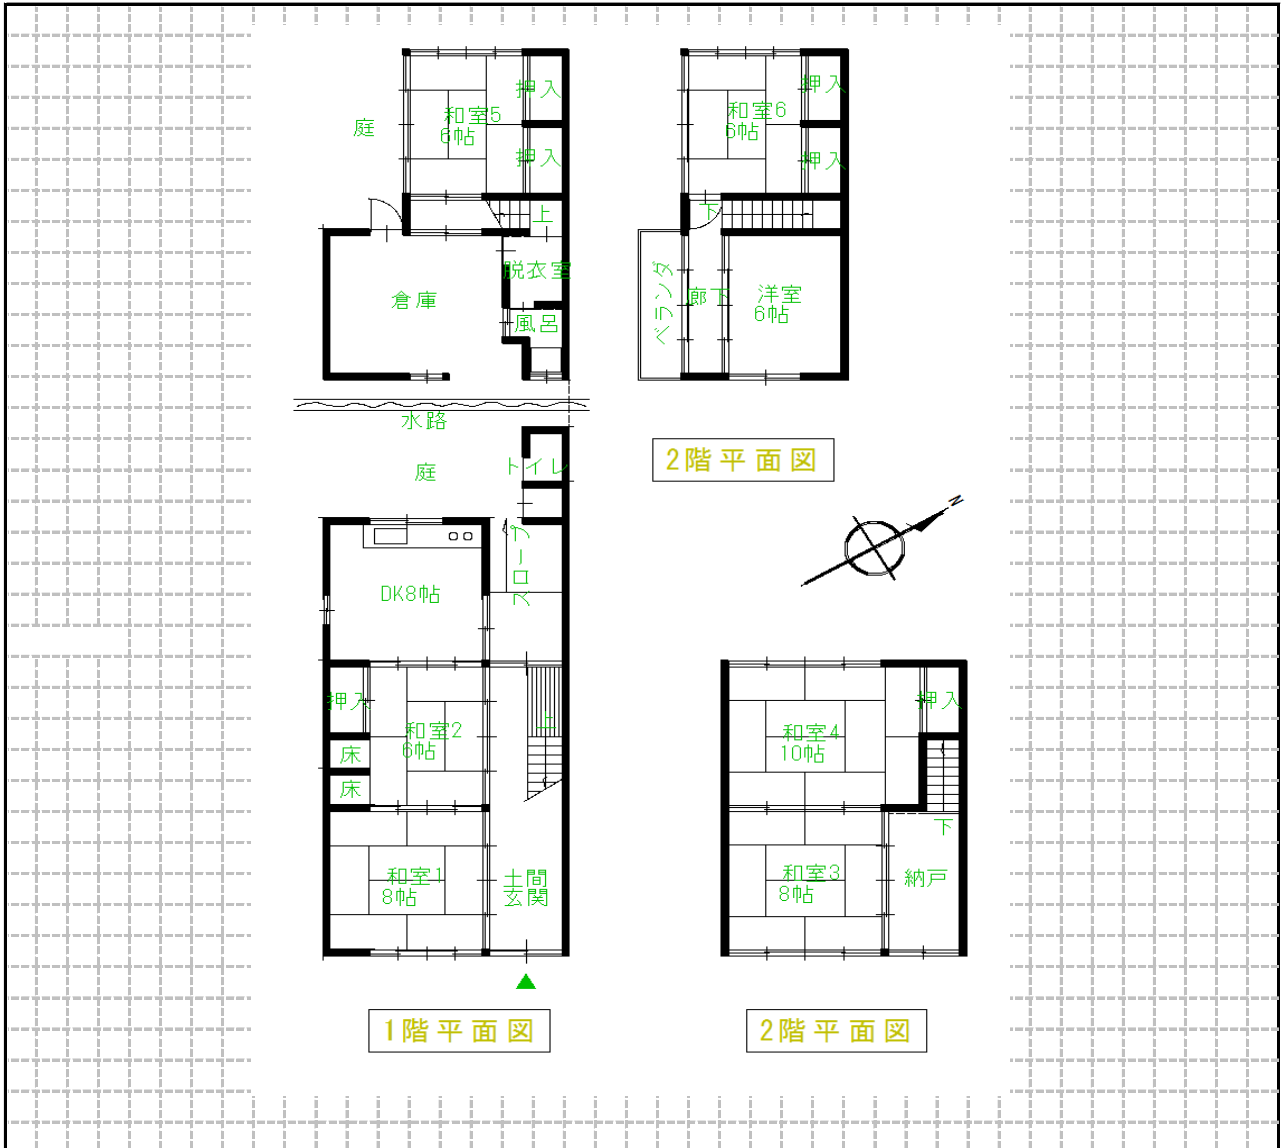 押入
和室5
6帖
庭
押入
上
脱衣室
倉庫
風呂
水路
庭
トイレ
スロープ
DK8帖
押入
和室2
6帖
上
床
床
和室1
8帖
土間
玄関
1階平面図
押入
和室6
6帖
押入
下
ベランダ
廊下
洋室
6帖
2階平面図
N
押入
和室4
10帖
下
和室3
8帖
納戸
2階平面図